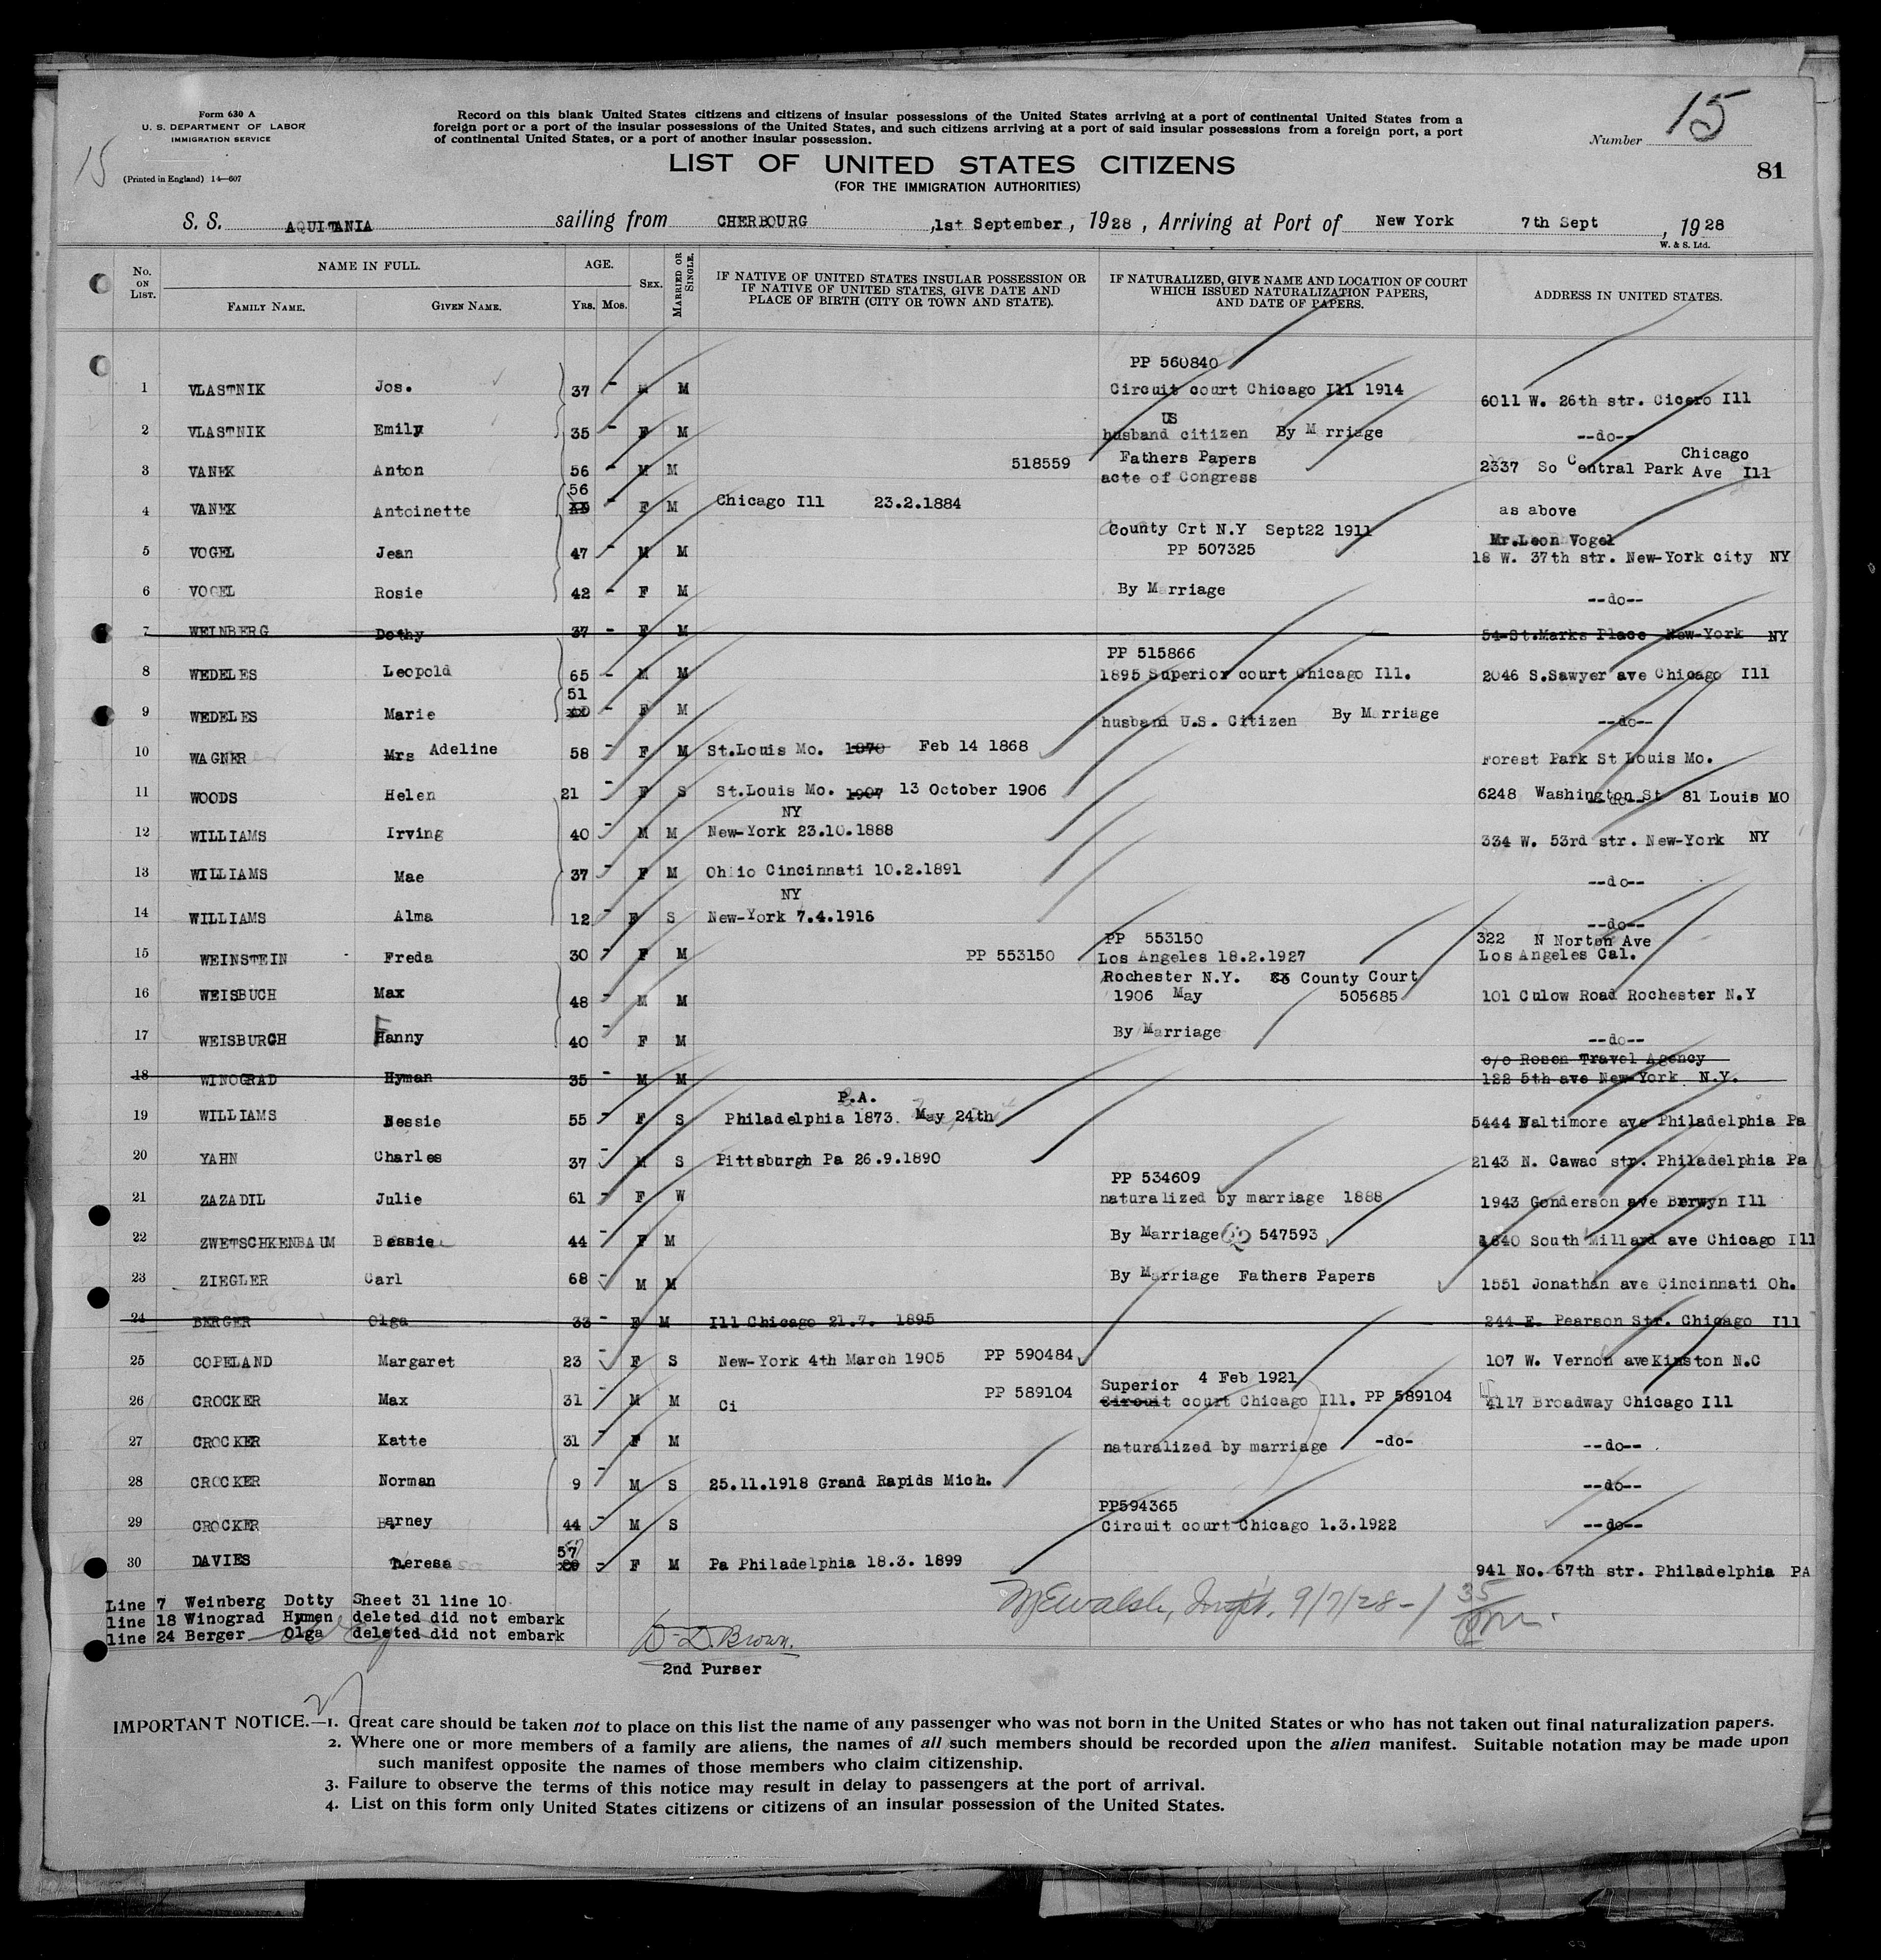 Form 630 A
U. S. DEPARTMENT OF LABOR
IMMIGRATION SERVICE
(Printed in England) 14—607
15
Record on this blank United States citizens and citizens of insular possessions of the United States arriving at a port of continental United States from a
foreign port or a port of the insular possessions of the United States, and such citizens arriving at a port of said insular possessions from a foreign port, a port
of continental United States, or a port of another insular possession.
Number 15
81
LIST OF UNITED STATES CITIZENS
(FOR THE IMMIGRATION AUTHORITIES)
S. S. AQUITANIA sailing from CHERBOURG ,1st September, 1928, Arriving at Port of New York 7th Sept , 1928
W. & S. Ltd.
No. ON LIST. NAME IN FULL. FAMILY NAME. GIVEN NAME. AGE. Yrs. Mos. SEX. MARRIED OR SINGLE. IF NATIVE OF UNITED STATES INSULAR POSSESSION OR IF NATIVE OF UNITED STATES, GIVE DATE AND PLACE OF BIRTH (CITY OR TOWN AND STATE). IF NATURALIZED, GIVE NAME AND LOCATION OF COURT WHICH ISSUED NATURALIZATION PAPERS, AND DATE OF PAPERS. ADDRESS IN UNITED STATES.
PP 560840
1 VLASTNIK Jos. 37 - M M Circuit court Chicago Ill 1914 6011 W. 26th str. Cicero Ill
US
2 VLASTNIK Emily 35 - F M husband citizen By M rriage --do--
518559 Fathers Papers Chicago
3 VANEK Anton 56 - M M acte of Congress 2337 So Central Park Ave Ill
56
4 VANEK Antoinette - F M Chicago Ill 23.2.1884 as above
County Crt N.Y Sept22 1911 Mr.Leon Vogel
5 VOGEL Jean 47 - M M PP 507325 18 W. 37th str. New-York city NY
6 VOGEL Rosie 42 - F M By M rriage --do--
7 WEINBERG Dothy 37 - F M 54-St.Marks Place New-York NY
PP 515866
8 WEDELES Leopold 65 - M M 1895 Superior court Chicago Ill. 2046 S.Sawyer ave Chicago Ill
51
9 WEDELES Marie - F M husband U.S. Citizen By M rriage --do--
10 WAGNER Mrs Adeline 58 - F M St.Louis Mo. 1870 Feb 14 1868 Forest Park St Louis Mo.
11 WOODS Helen 21 - F S St.Louis Mo. 1907 13 October 1906 6248 Washington St 81 Louis MO
NY
12 WILLIAMS Irving 40 - M M New-York 23.10.1888 334 W. 53rd str. New-York NY
13 WILLIAMS Mae 37 - F M Ohio Cincinnati 10.2.1891 --do--
NY
14 WILLIAMS Alma 12 - F S New-York 7.4.1916 --do--
PP 553150 322 N Norton Ave
15 WEINSTEIN Freda 30 - F M PP 553150 Los Angeles 18.2.1927 Los Angeles Cal.
Rochester N.Y. County Court
16 WEISBUCH Max 48 - M M 1906 May 505685 101 Culow Road Rochester N.Y
17 WEISBURGH Fanny 40 - F M By Marriage --do--
c/o Rosen Travel Agency
18 WINOGRAD Hyman 35 - M M 122 5th ave New-York N.Y.
P.A.
19 WILLIAMS Bessie 55 - F S Philadelphia 1873. May 24th 5444 Baltimore ave Philadelphia Pa
20 YAHN Charles 37 - M S Pittsburgh Pa 26.9.1890 2143 N. Cawac str. Philadelphia Pa
PP 534609
21 ZAZADIL Julie 61 - F W naturalized by marriage 1888 1943 Gonderson ave Berwyn Ill
22 ZWETSCHKENBAUM Bessie 44 - F M By Marriage 547593 1640 South Millard ave Chicago Ill
23 ZIEGLER Carl 68 - M M By Marriage Fathers Papers 1551 Jonathan ave Cincinnati Oh.
24 BERGER Olga 33 - F M Ill Chicago 21.7. 1895 244 E. Pearson Str. Chicago Ill
25 COPELAND Margaret 23 - F S New-York 4th March 1905 PP 590484 107 W. Vernon ave Kinston N.C
Superior 4 Feb 1921
26 CROCKER Max 31 - M M Ci PP 589104 Circuit court Chicago Ill. PP 589104 4117 Broadway Chicago Ill
27 CROCKER Katte 31 - F M naturalized by marriage -do- --do--
28 CROCKER Norman 9 - M S 25.11.1918 Grand Rapids Mich. --do--
PP594365
29 CROCKER Barney 44 - M S Circuit court Chicago 1.3.1922 --do--
57
30 DAVIES Teresa - F M Pa Philadelphia 18.3. 1899 941 No. 67th str. Philadelphia PA
Line 7 Weinberg Dotty Sheet 31 line 10
line 18 Winograd Hymen deleted did not embark
line 24 Berger Olga deleted did not embark
D. D. Brown.
2nd Purser
McEwalsh, Inspt. 9/7/28-1
35
IMPORTANT NOTICE.—1. Great care should be taken not to place on this list the name of any passenger who was not born in the United States or who has not taken out final naturalization papers.
2. Where one or more members of a family are aliens, the names of all such members should be recorded upon the alien manifest. Suitable notation may be made upon
such manifest opposite the names of those members who claim citizenship.
3. Failure to observe the terms of this notice may result in delay to passengers at the port of arrival.
4. List on this form only United States citizens or citizens of an insular possession of the United States.